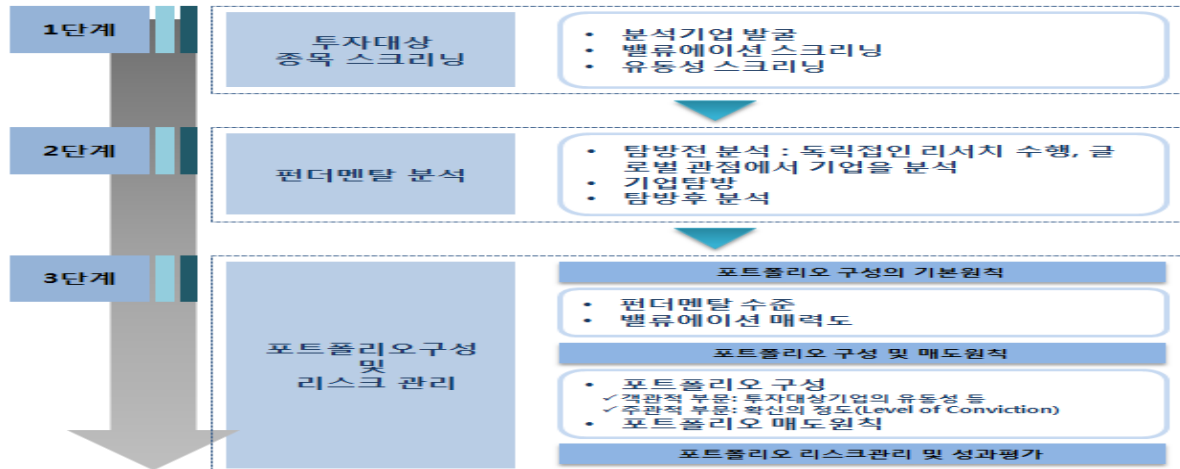 1단계
투자대상
종목 스크리닝
• 분석기업 발굴
• 밸류에이션 스크리닝
• 유동성 스크리닝
2단계
펀더멘탈 분석
• 탐방전 분석 : 독립접인 리서치 수행, 글
로벌 관점에서 기업을 분석
• 기업탐방
• 탐방후 분석
3단계
포트폴리오구성
및
리스크 관리
포트폴리오 구성의 기본원칙
• 펀더멘탈 수준
• 밸류에이션 매력도
포트폴리오 구성 및 매도원칙
• 포트폴리오 구성
✓객관적 부문: 투자대상기업의 유동성 등
✓주관적 부문: 확신의 정도(Level of Conviction)
• 포트폴리오 매도원칙
포트폴리오 리스크관리 및 성과평가